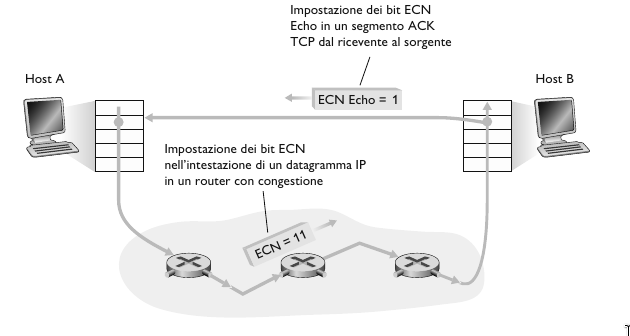 Impostazione dei bit ECN
Echo in un segmento ACK
TCP dal ricevente al sorgente
Host A
Host B
ECN Echo = 1
Impostazione dei bit ECN
nell'intestazione di un datagramma IP
in un router con congestione
ECN = 11